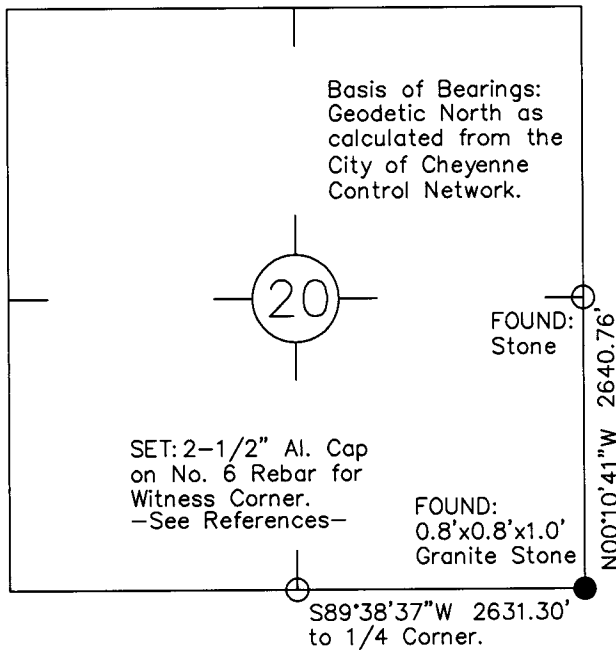 Basis of Bearings:
Geodetic North as
calculated from the
City of Cheyenne
Control Network.
20
FOUND:
Stone
N00°10'41"W 2640.76'
SET: 2-1/2" Al. Cap
on No. 6 Rebar for
Witness Corner.
-See References-
FOUND:
0.8'x0.8'x1.0'
Granite Stone
S89°38'37"W 2631.30'
to 1/4 Corner.